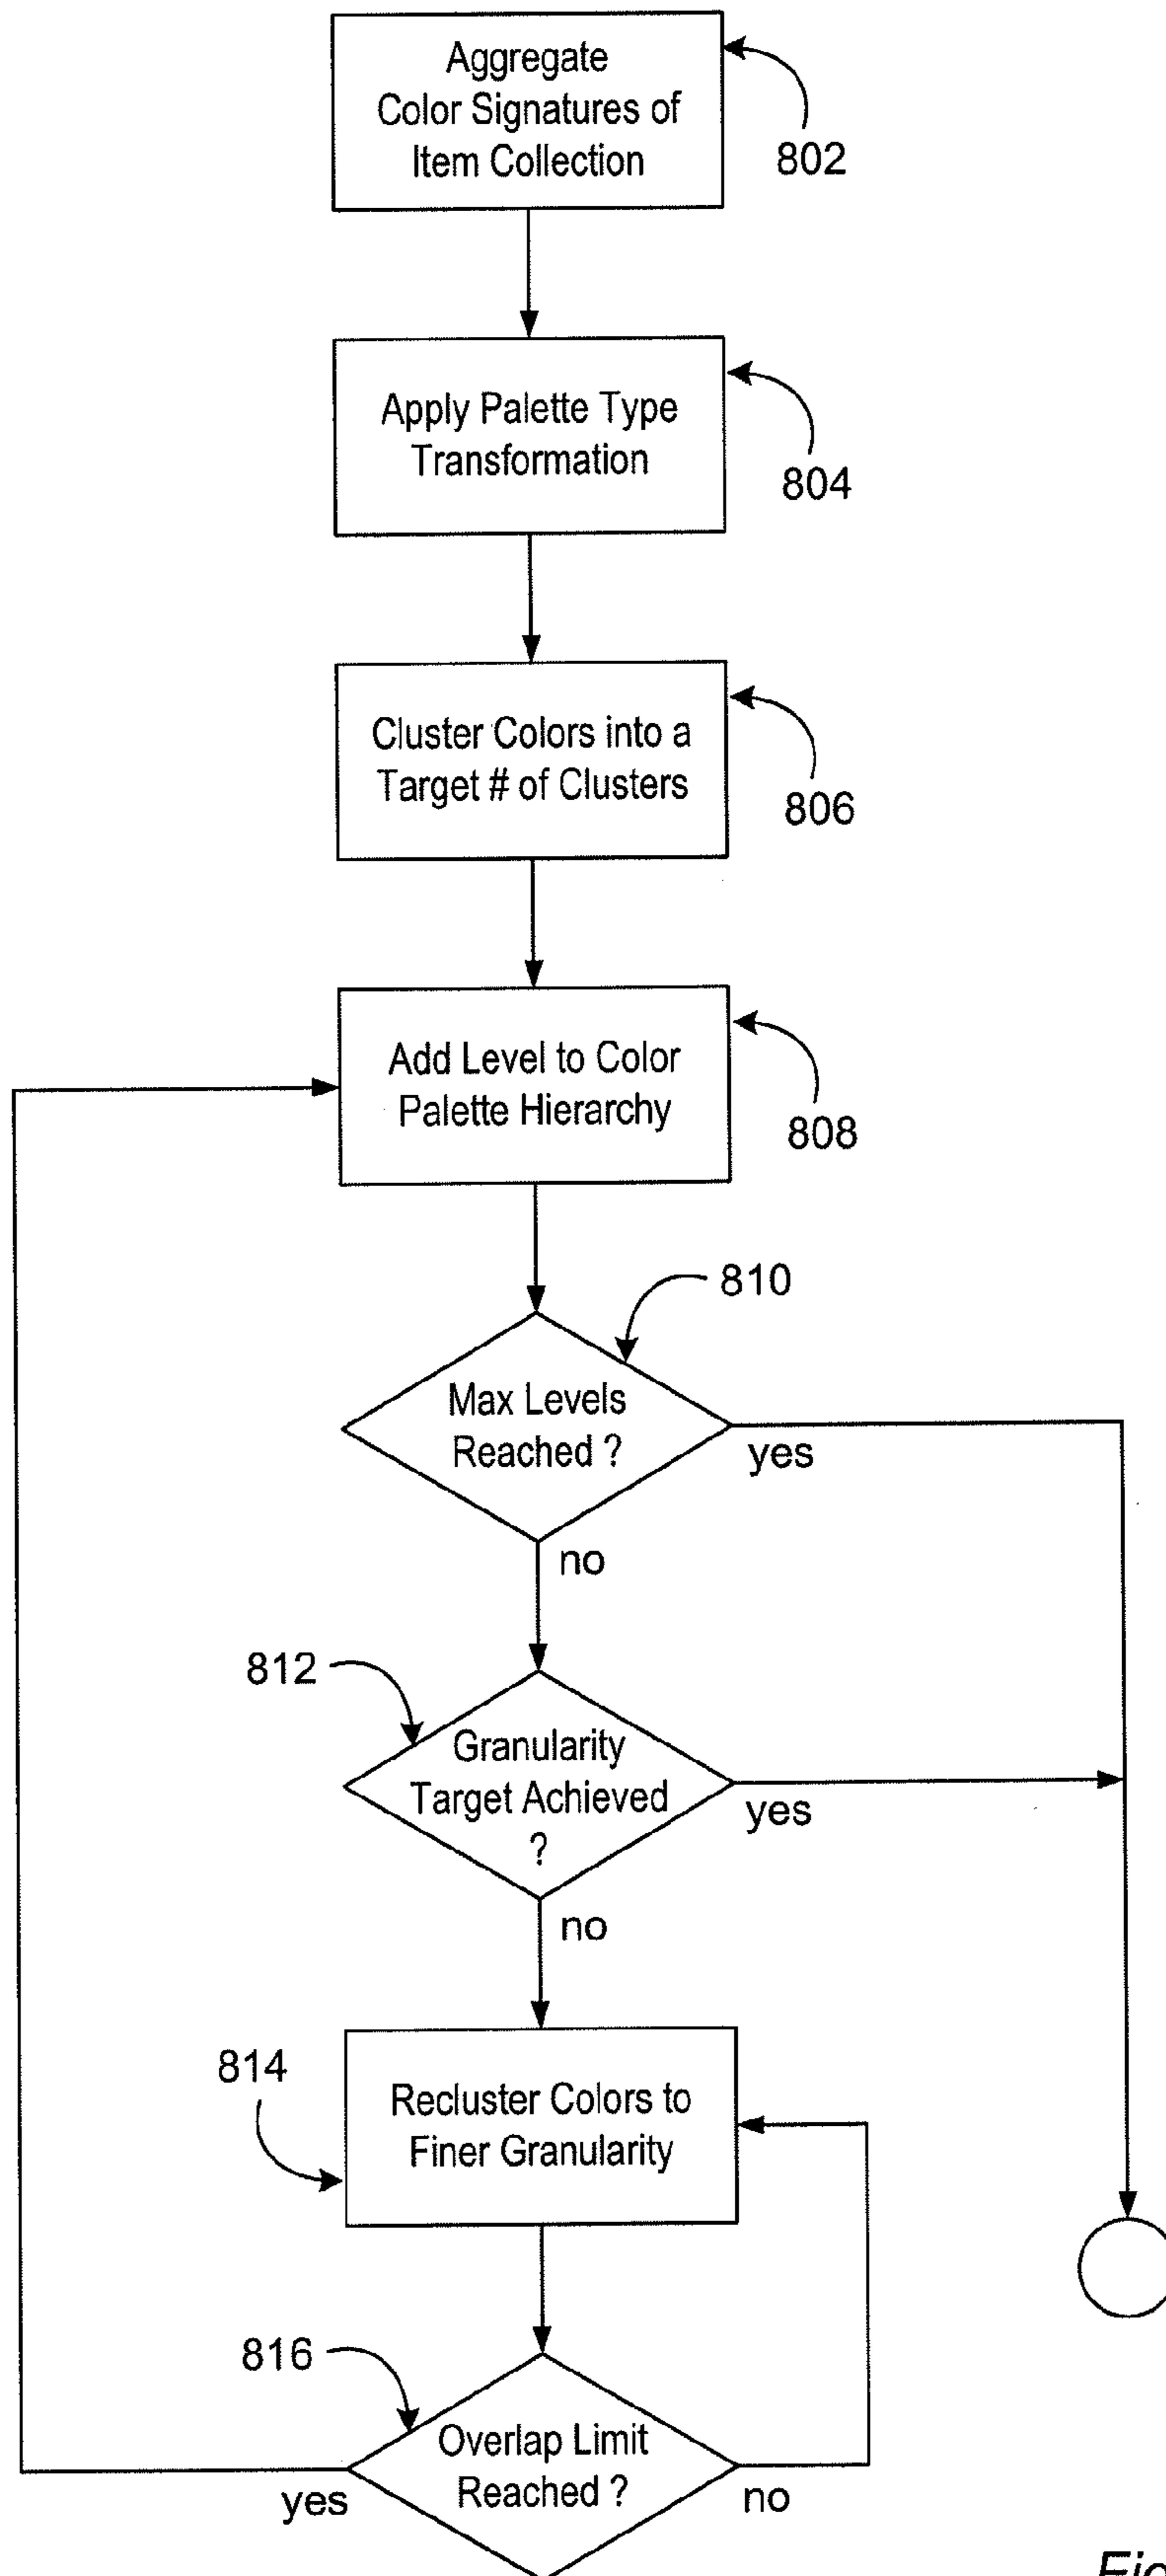 Aggregate
Color Signatures of
Item Collection
802
Apply Palette Type
Transformation
804
Cluster Colors into a
Target # of Clusters
806
Add Level to Color
Palette Hierarchy
808
810
Max Levels
Reached ?
yes
no
812
Granularity
Target Achieved
?
yes
no
814
Recluster Colors to
Finer Granularity
816
Overlap Limit
Reached ?
yes
no